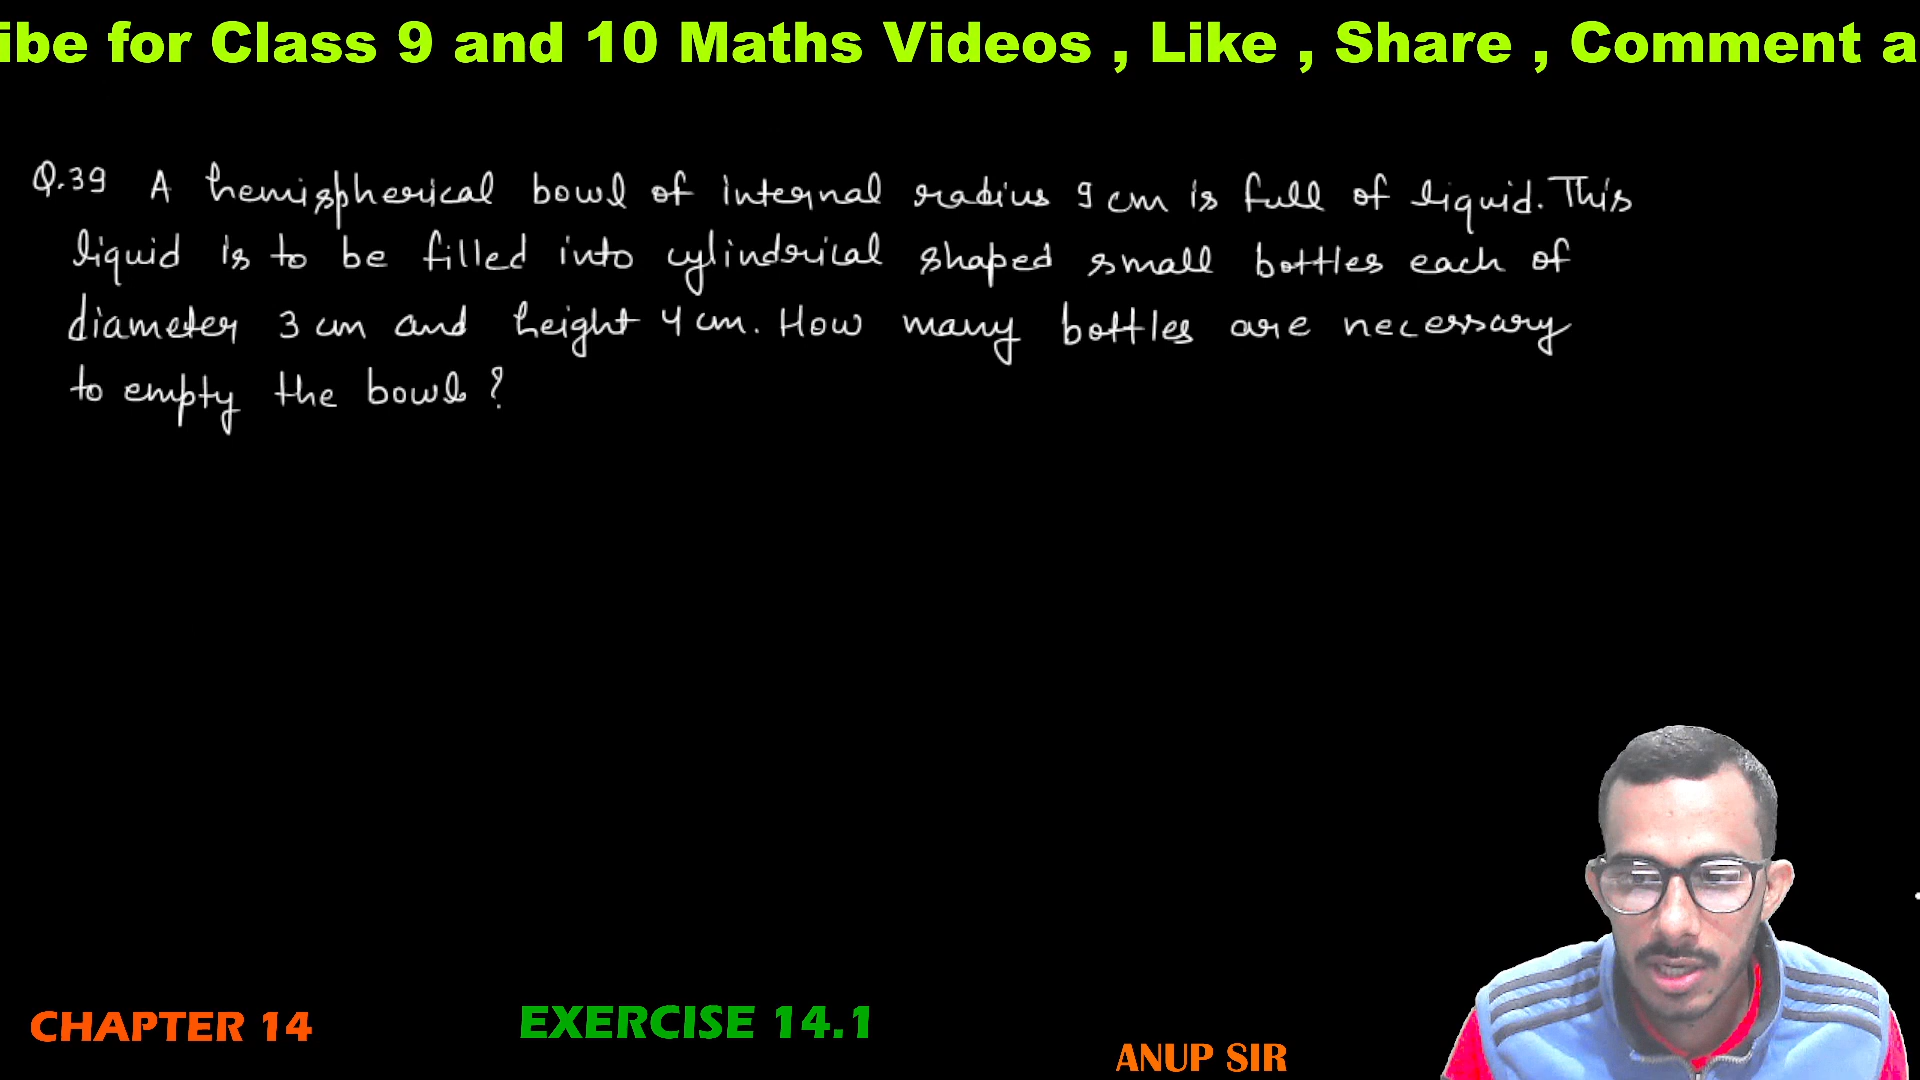 ibe for Class 9 and 10 Maths Videos , Like , Share , Comment a
Q.39 A hemispherical bowl of internal radius 9 cm is full of liquid. This
liquid is to be filled into cylindrical shaped small bottles each of
diameter 3 cm and height 4 cm. How many bottles are necessary
to empty the bowl ?
CHAPTER 14
EXERCISE 14.1
ANUP SIR